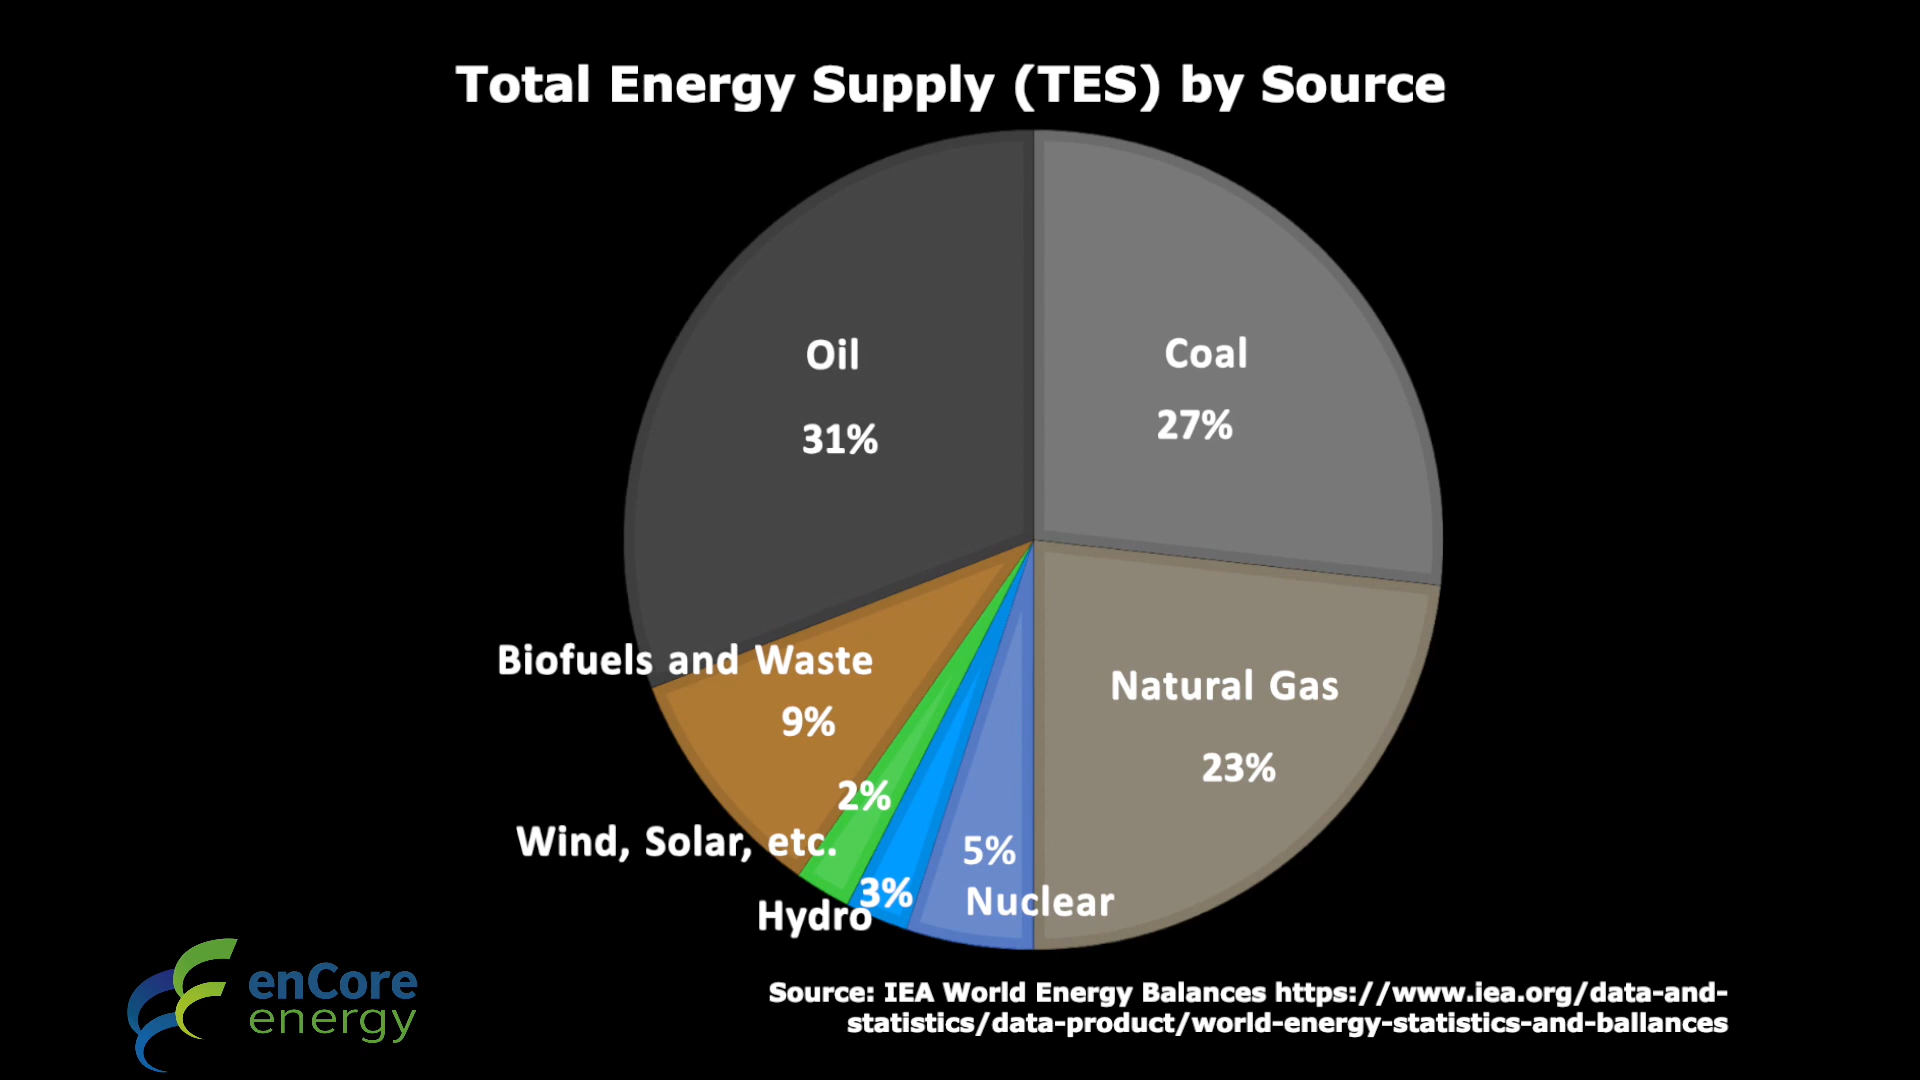 Total Energy Supply (TES) by Source
Oil
31%
Coal
27%
Biofuels and Waste
9%
Natural Gas
23%
2%
Wind, Solar, etc.
5%
3%
Nuclear
Hydro
enCore
energy
Source: IEA World Energy Balances https://www.iea.org/data-and-
statistics/data-product/world-energy-statistics-and-ballances